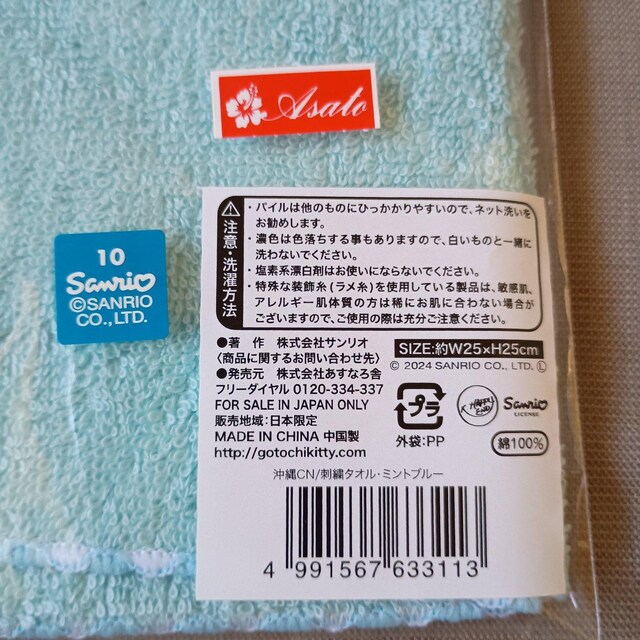 Asato
10
Sanrio
©SANRIO
CO., LTD.
注意・洗濯方法
・パイルは他のものにひっかかりやすいので、ネット洗いを
お勧めします。
・濃色は色落ちする事もありますので、白いものと一緒に
洗わないでください。
・塩素系漂白剤はお使いにならないでください。
・特殊な装飾糸(ラメ糸)を使用している製品は、敏感肌、
アレルギー肌体質の方は稀にお肌に合わない場合が
ございますので、ご使用の際は充分ご注意ください。
●著作 株式会社サンリオ
〈商品に関するお問い合わせ先〉
●発売元 株式会社あすなろ舎
フリーダイヤル 0120-334-337
FOR SALE IN JAPAN ONLY
販売地域:日本限定
MADE IN CHINA 中国製
http://gotochikitty.com
SIZE:約W25×H25cm
© 2024 SANRIO CO., LTD. Ⓛ
プラ
外袋:PP
Sanrio
LICENSE
綿100%
沖縄CN/刺繍タオル・ミントブルー
4 991567 633113